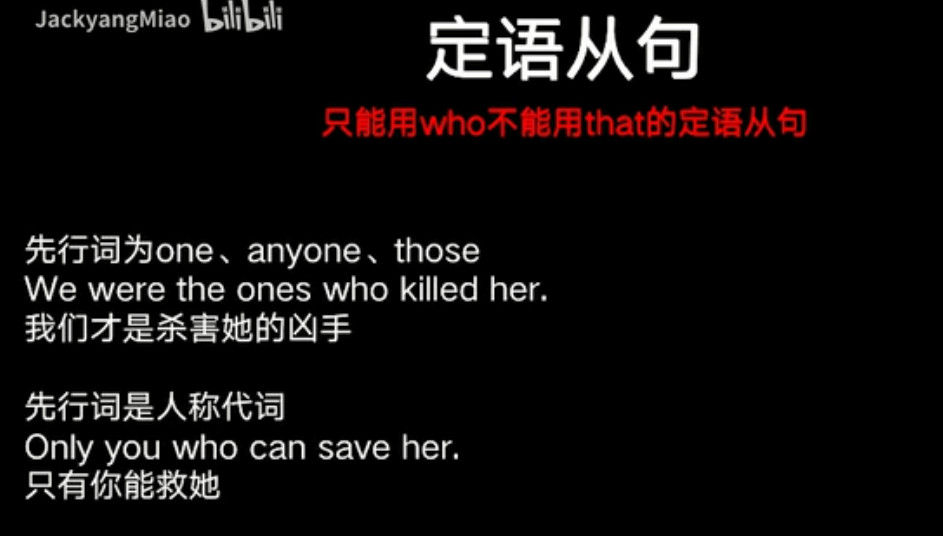 JackyangMiao bilibili
定语从句
只能用who不能用that的定语从句
先行词为one、anyone、those
We were the ones who killed her.
我们才是杀害她的凶手
先行词是人称代词
Only you who can save her.
只有你能救她